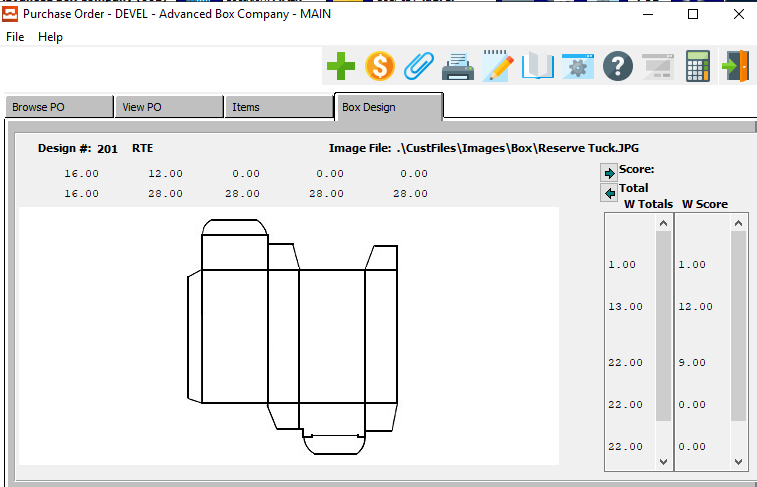 Purchase Order - DEVEL - Advanced Box Company - MAIN
File Help
Browse PO View PO Items Box Design
Design #: 201 RTE Image File: .\CustFiles\Images\Box\Reserve Tuck.JPG
16.00 12.00 0.00 0.00 0.00
16.00 28.00 28.00 28.00 28.00
Score:
Total
W Totals W Score
1.00 1.00
13.00 12.00
22.00 9.00
22.00 0.00
22.00 0.00